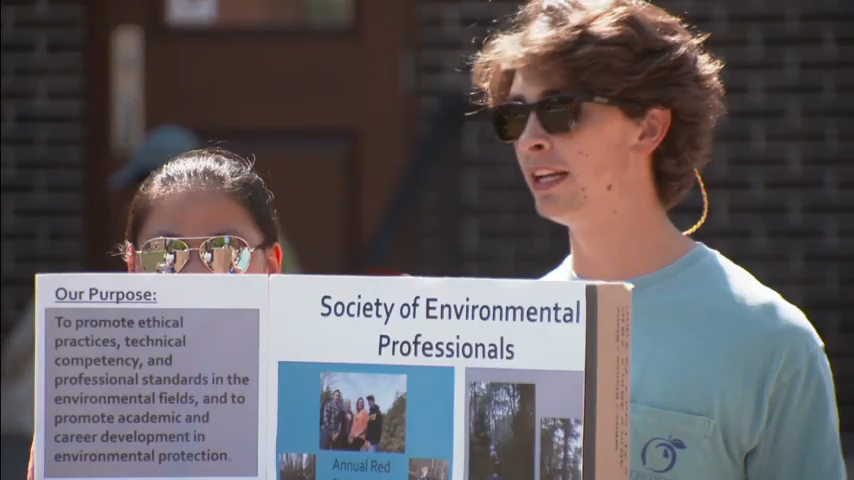 Our Purpose:
To promote ethical
practices, technical
competency, and
professional standards in the
environmental fields, and to
promote academic and
career development in
environmental protection.
Society of Environmental
Professionals
Annual Red